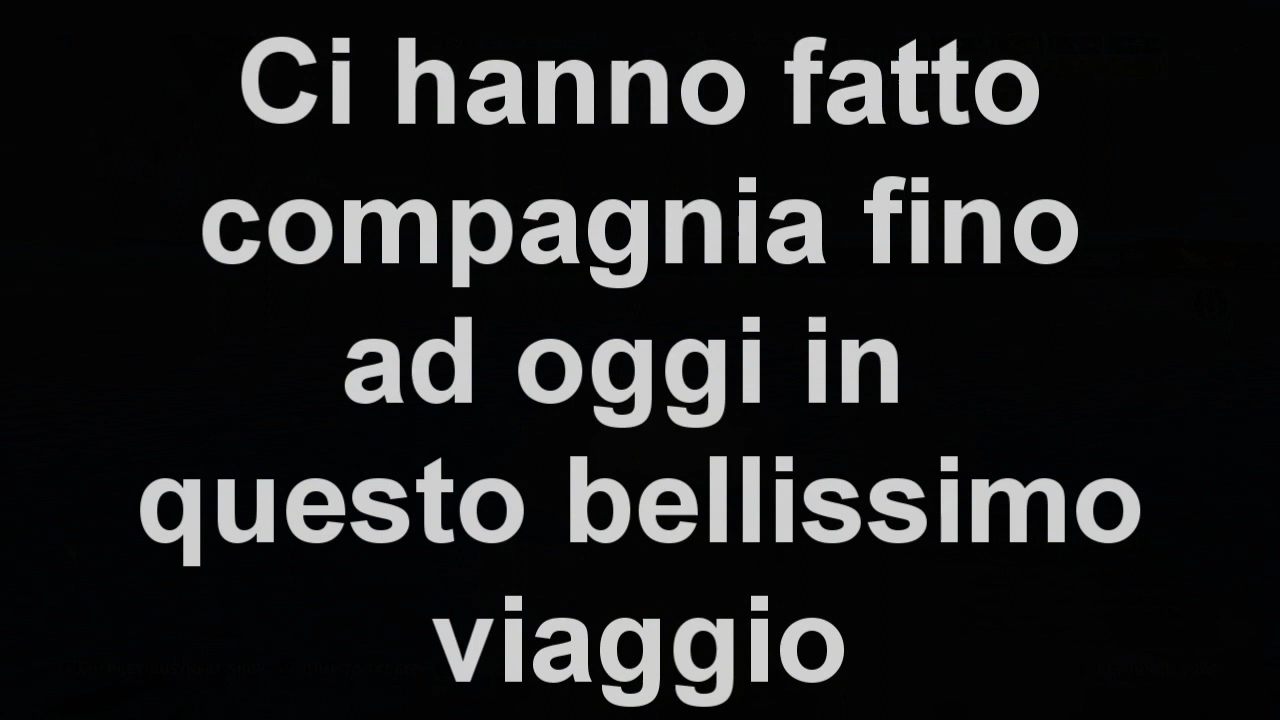 Ci hanno fatto
compagnia fino
ad oggi in
questo bellissimo
viaggio